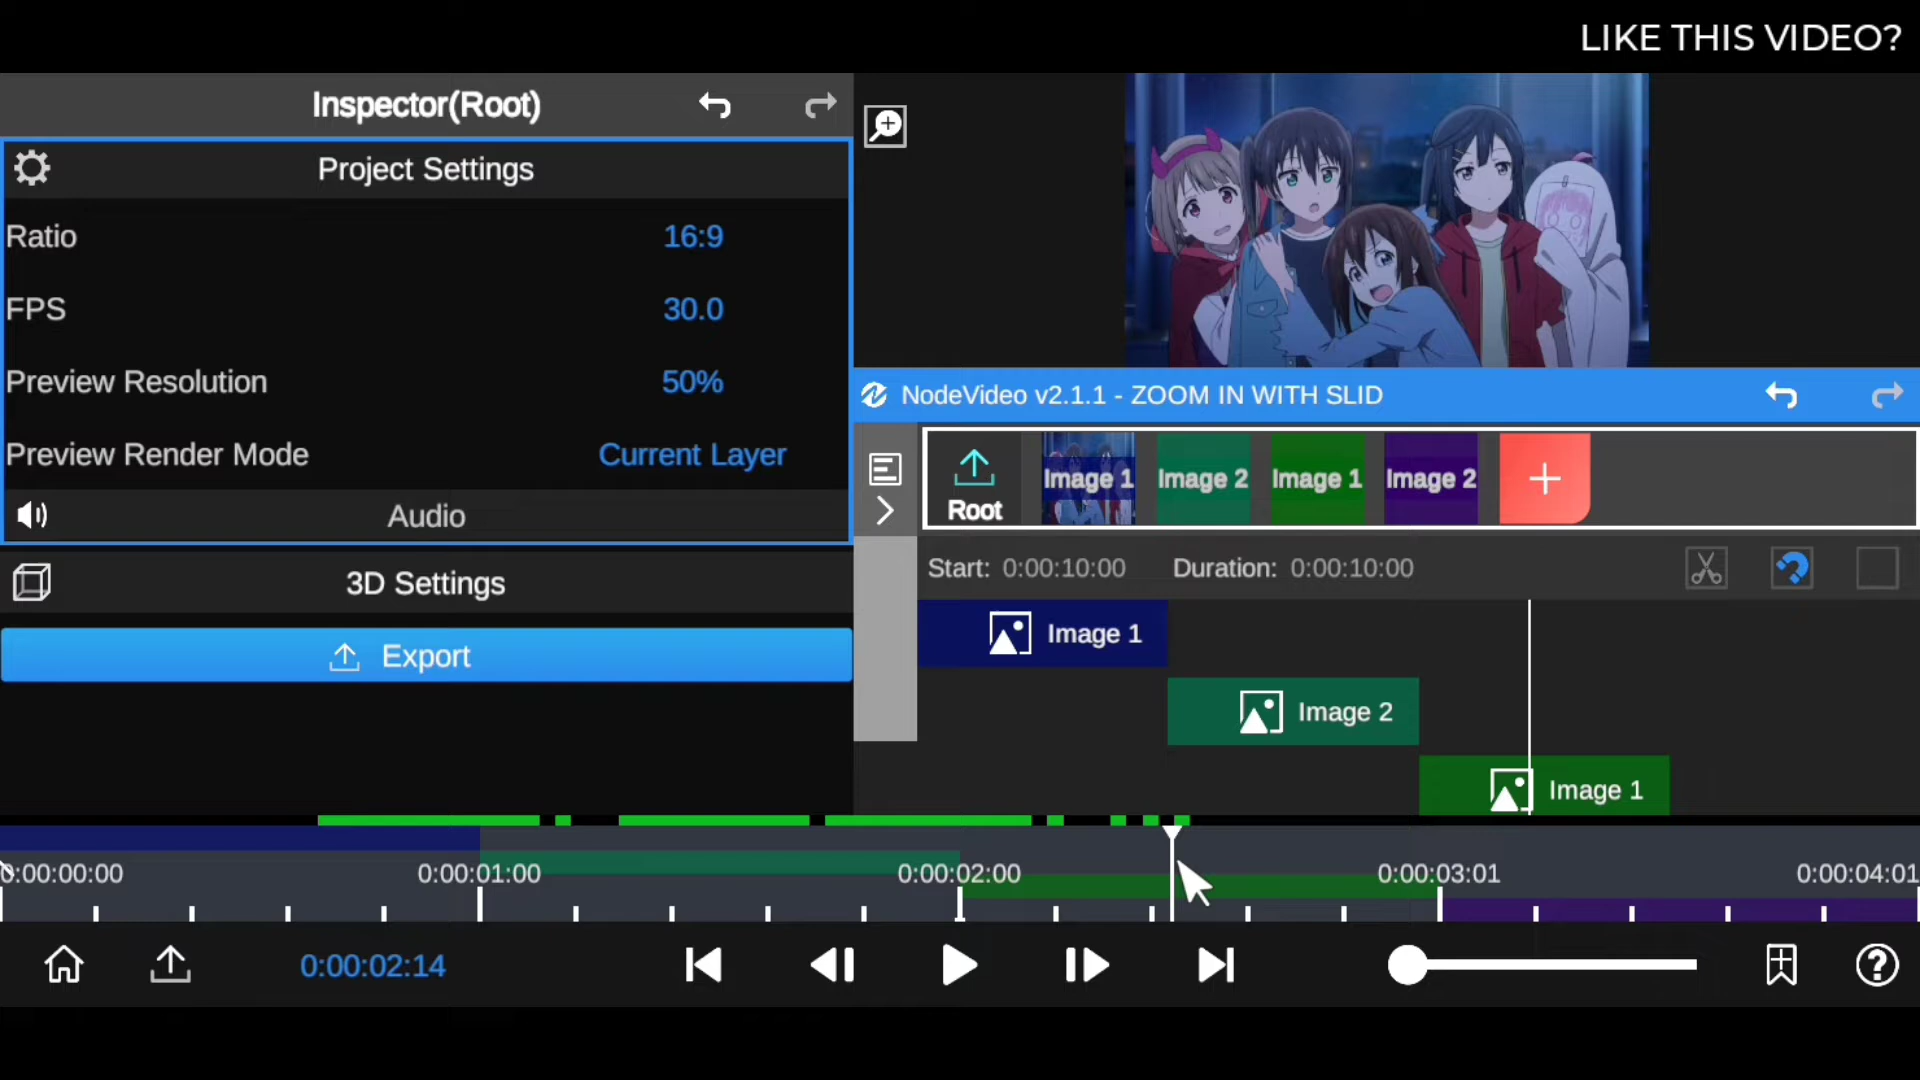 LIKE THIS VIDEO?
Inspector(Root)
Project Settings
Ratio 16:9
FPS 30.0
Preview Resolution 50%
Preview Render Mode Current Layer
Audio
3D Settings
Export
NodeVideo v2.1.1 - ZOOM IN WITH SLID
Root Image 1 Image 2 Image 1 Image 2
Start: 0:00:10:00 Duration: 0:00:10:00
Image 1
Image 2
Image 1
0:00:00:00 0:00:01:00 0:00:02:00 0:00:03:01 0:00:04:01
0:00:02:14